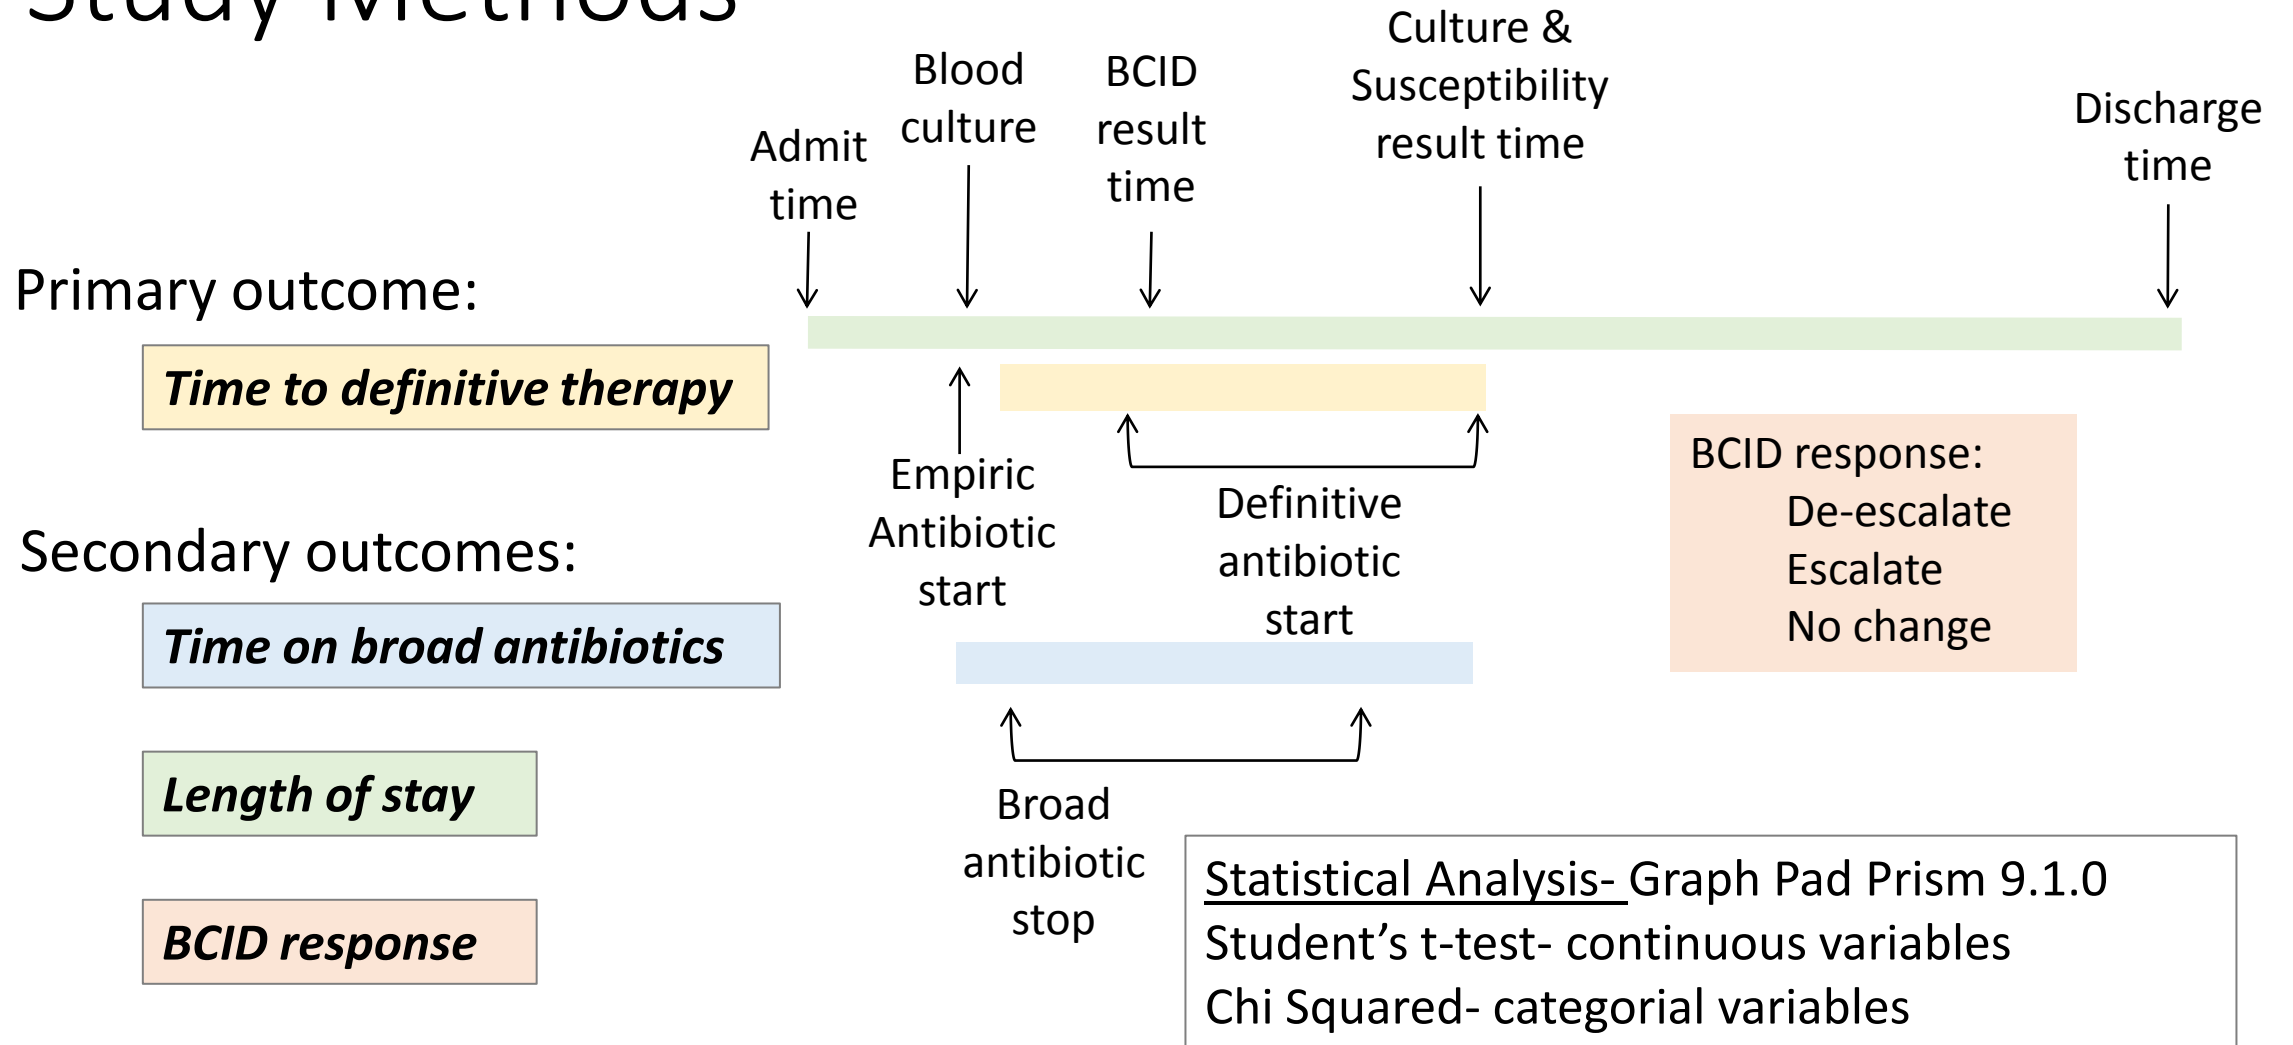 Study Methods
Admit
time
Blood
culture
BCID
result
time
Culture &
Susceptibility
result time
Discharge
time
Primary outcome:
Time to definitive therapy
Empiric
Antibiotic
start
Definitive
antibiotic
start
BCID response:
De-escalate
Escalate
No change
Secondary outcomes:
Time on broad antibiotics
Length of stay
BCID response
Broad
antibiotic
stop
Statistical Analysis- Graph Pad Prism 9.1.0
Student’s t-test- continuous variables
Chi Squared- categorial variables